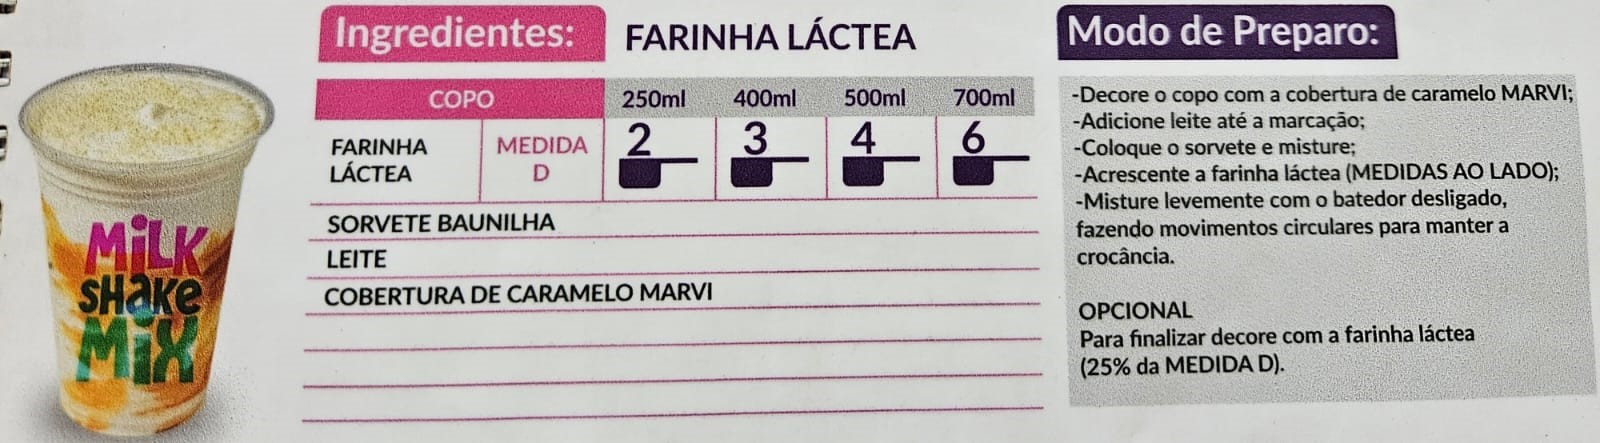 MiLK
sHake
MiX
Ingredientes:
FARINHA LÁCTEA
COPO 250ml 400ml 500ml 700ml
FARINHA LÁCTEA
MEDIDA D
2 3 4 6
SORVETE BAUNILHA
LEITE
COBERTURA DE CARAMELO MARVI
Modo de Preparo:
-Decore o copo com a cobertura de caramelo MARVI;
-Adicione leite até a marcação;
-Coloque o sorvete e misture;
-Acrescente a farinha láctea (MEDIDAS AO LADO);
-Misture levemente com o batedor desligado,
fazendo movimentos circulares para manter a
crocância.
OPCIONAL
Para finalizar decore com a farinha láctea
(25% da MEDIDA D).